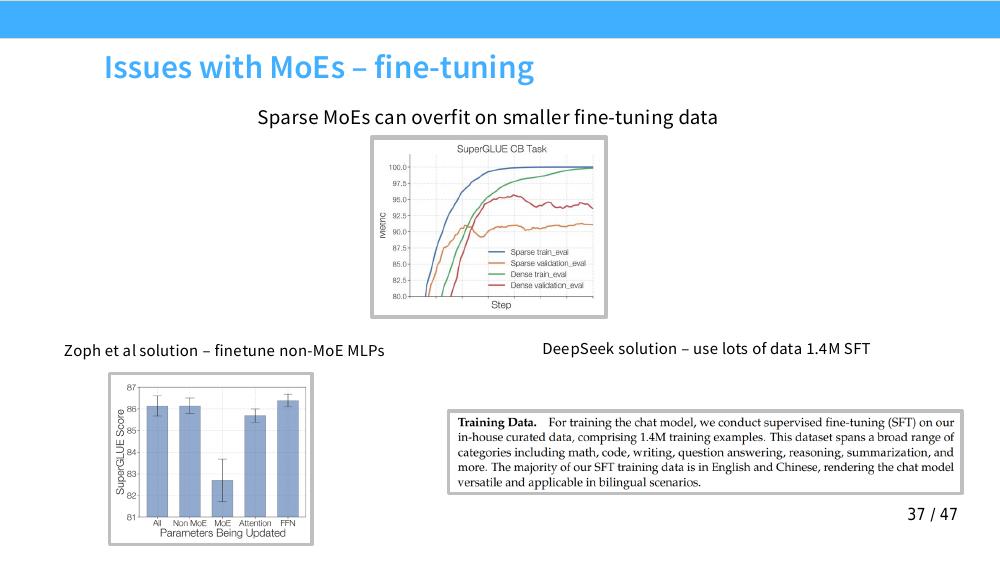 Issues with MoEs – fine-tuning
Sparse MoEs can overfit on smaller fine-tuning data
SuperGLUE CB Task
100.0
97.5
95.0
92.5
90.0
87.5
85.0
82.5
80.0
Metric
Sparse train_eval
Sparse validation_eval
Dense train_eval
Dense validation_eval
Step
Zoph et al solution – finetune non-MoE MLPs
87
86
85
84
83
82
81
SuperGLUE Score
All Non MoE MoE Attention FFN
Parameters Being Updated
DeepSeek solution – use lots of data 1.4M SFT
Training Data. For training the chat model, we conduct supervised fine-tuning (SFT) on our
in-house curated data, comprising 1.4M training examples. This dataset spans a broad range of
categories including math, code, writing, question answering, reasoning, summarization, and
more. The majority of our SFT training data is in English and Chinese, rendering the chat model
versatile and applicable in bilingual scenarios.
37 / 47